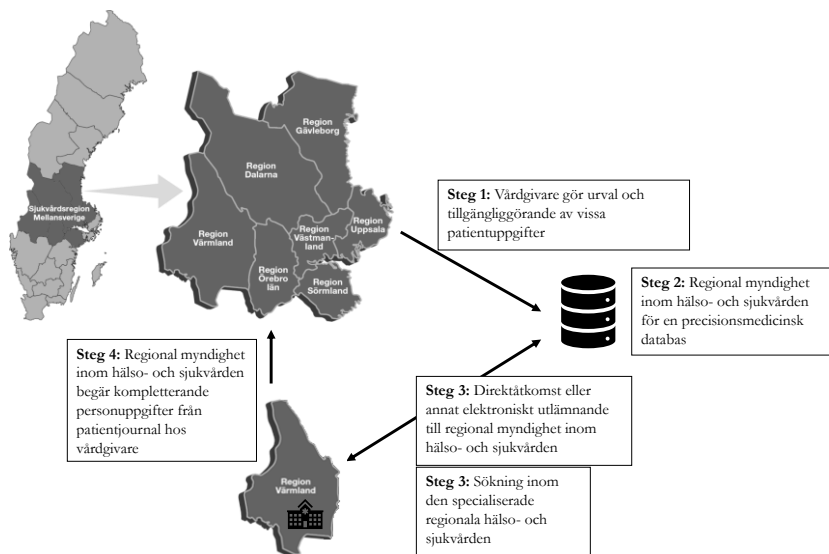 Sjukvårdsregion
Mellansverige
Region
Gävleborg
Region
Dalarna
Region
Värmland
Region
Västman-
land
Region
Uppsala
Region
Örebro
län
Region
Sörmland
Steg 1: Vårdgivare gör urval och
tillgängliggörande av vissa
patientuppgifter
Steg 2: Regional myndighet
inom hälso- och sjukvården
för en precisionsmedicinsk
databas
Steg 4: Regional myndighet
inom hälso- och sjukvården
begär kompletterande
personuppgifter från
patientjournal hos
vårdgivare
Steg 3: Direktåtkomst eller
annat elektroniskt utlämnande
till regional myndighet inom
hälso- och sjukvården
Region
Värmland
Steg 3: Sökning inom
den specialiserade
regionala hälso- och
sjukvården